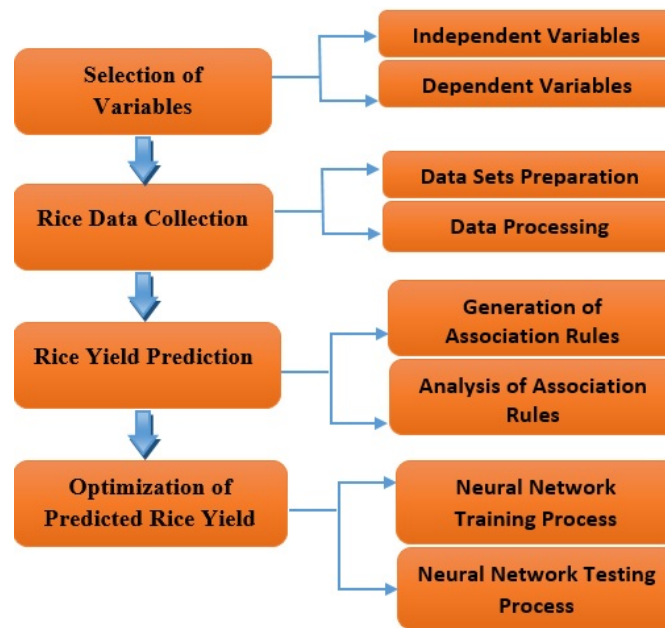 Selection of
Variables
Independent Variables
Dependent Variables
Rice Data Collection
Data Sets Preparation
Data Processing
Rice Yield Prediction
Generation of
Association Rules
Analysis of Association
Rules
Optimization of
Predicted Rice Yield
Neural Network
Training Process
Neural Network Testing
Process